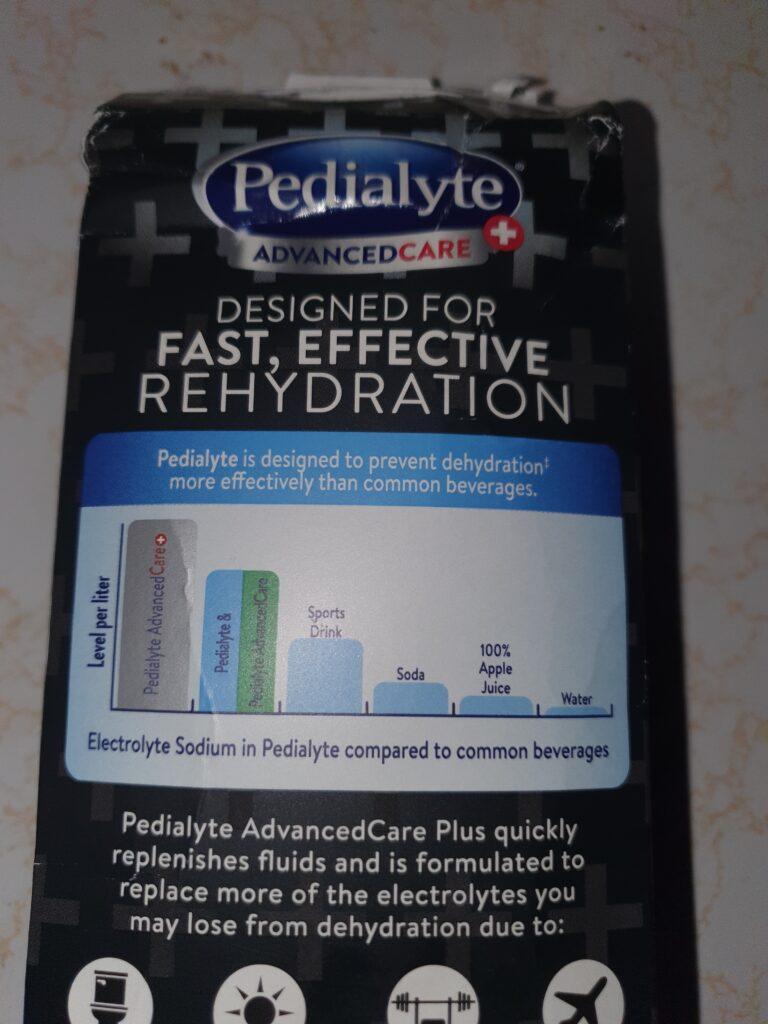 Pedialyte®
ADVANCEDCARE+
DESIGNED FOR
FAST, EFFECTIVE
REHYDRATION
Pedialyte is designed to prevent dehydration‡
more effectively than common beverages.
Level per liter
Pedialyte AdvancedCare+
Pedialyte &
Pedialyte AdvancedCare
Sports
Drink
Soda
100%
Apple
Juice
Water
Electrolyte Sodium in Pedialyte compared to common beverages
Pedialyte AdvancedCare Plus quickly
replenishes fluids and is formulated to
replace more of the electrolytes you
may lose from dehydration due to: